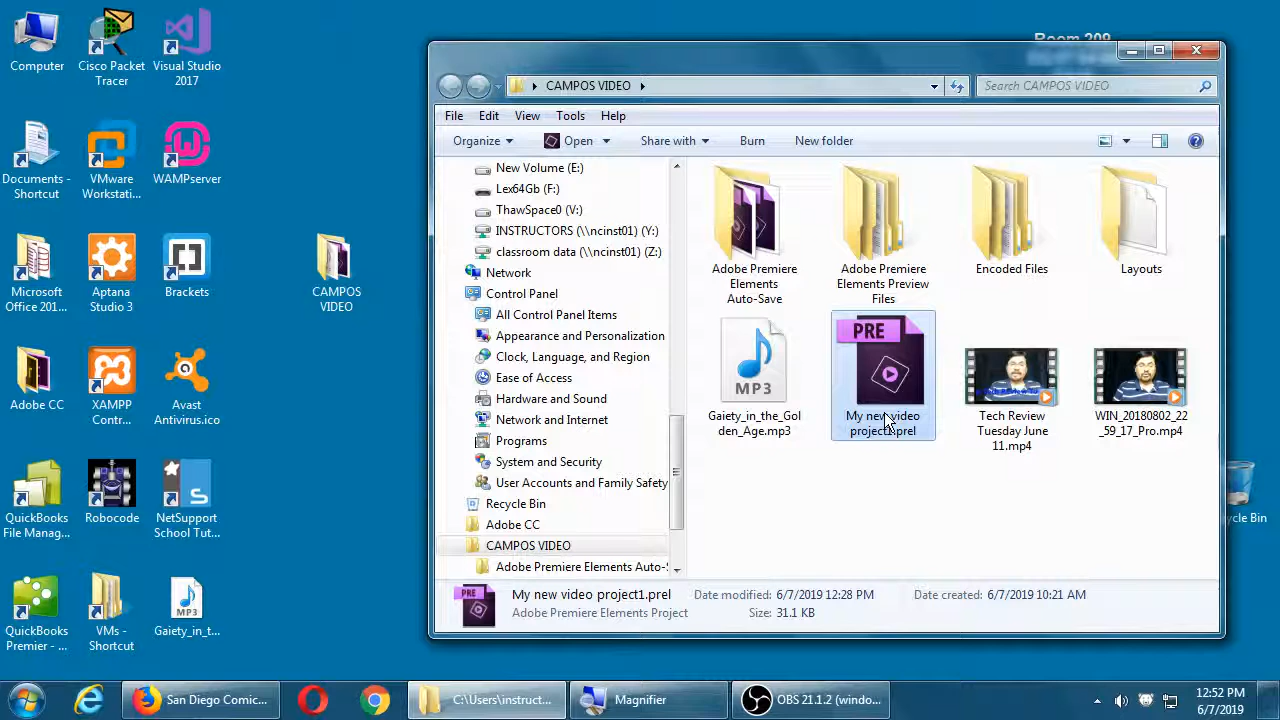 Computer
Cisco Packet
Tracer
Visual Studio
2017
Documents -
Shortcut
VMware
Workstati...
WAMPserver
Microsoft
Office 201...
Aptana
Studio 3
Brackets
CAMPOS
VIDEO
Adobe CC
XAMPP
Contr...
Avast
Antivirus.ico
QuickBooks
File Manag...
Robocode
NetSupport
School Tut...
QuickBooks
Premier - ...
VMs -
Shortcut
MP3
Gaiety_in_t...
Room 209
CAMPOS VIDEO
Search CAMPOS VIDEO
File Edit View Tools Help
Organize Open Share with Burn New folder
New Volume (E:)
Lex64Gb (F:)
ThawSpace0 (V:)
INSTRUCTORS (\\ncinst01) (Y:)
classroom data (\\ncinst01) (Z:)
Network
Control Panel
All Control Panel Items
Appearance and Personalization
Clock, Language, and Region
Ease of Access
Hardware and Sound
Network and Internet
Programs
System and Security
User Accounts and Family Safety
Recycle Bin
Adobe CC
CAMPOS VIDEO
Adobe Premiere Elements Auto-S
Adobe Premiere
Elements
Auto-Save
Adobe Premiere
Elements Preview
Files
Encoded Files
Layouts
MP3
Gaiety_in_the_Gol
den_Age.mp3
PRE
My new video
project1.prel
Tech Review
Tuesday June
11.mp4
WIN_20180802_22
_59_17_Pro.mp4
PRE
My new video project1.prel Date modified: 6/7/2019 12:28 PM Date created: 6/7/2019 10:21 AM
Adobe Premiere Elements Project Size: 31.1 KB
ycle Bin
San Diego Comic...
C:\Users\instruct...
Magnifier
OBS 21.1.2 (windo...
12:52 PM
6/7/2019